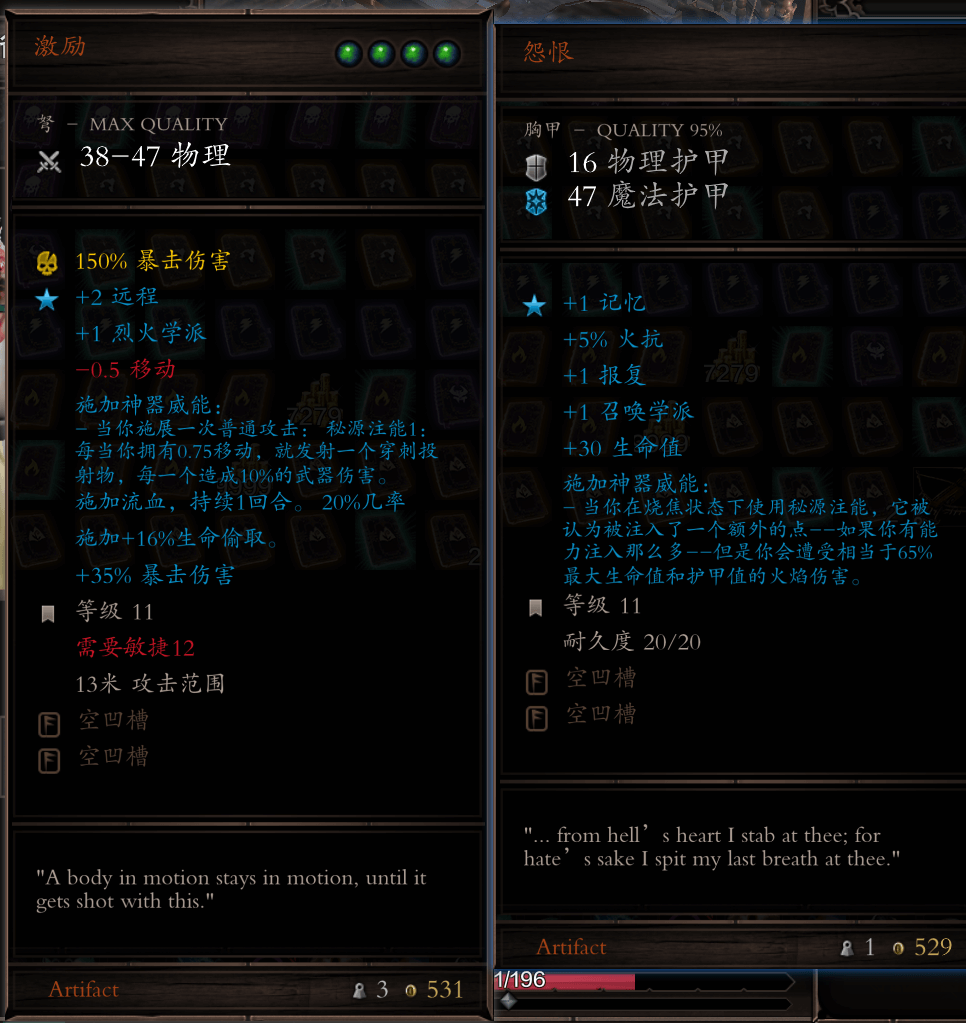 激励
弩 – MAX QUALITY
38–47 物理
150% 暴击伤害
+2 远程
+1 烈火学派
–0.5 移动
施加神器威能:
– 当你施展一次普通攻击: 秘源注能1:
每当你拥有0.75移动，就发射一个穿刺投
射物，每一个造成10%的武器伤害。
施加流血，持续1回合。 20%几率
施加+16%生命偷取。
+35% 暴击伤害
等级 11
需要敏捷12
13米 攻击范围
空凹槽
空凹槽
"A body in motion stays in motion, until it
gets shot with this."
Artifact
3
531
怨恨
胸甲 – QUALITY 95%
16 物理护甲
47 魔法护甲
+1 记忆
+5% 火抗
7279
+1 报复
+1 召唤学派
+30 生命值
施加神器威能:
– 当你在烧焦状态下使用秘源注能，它被
认为被注入了一个额外的点––如果你有能
力注入那么多––但是你会遭受相当于65%
最大生命值和护甲值的火焰伤害。
等级 11
耐久度 20/20
空凹槽
空凹槽
"... from hell’s heart I stab at thee; for
hate’s sake I spit my last breath at thee."
Artifact
1
529
1/196